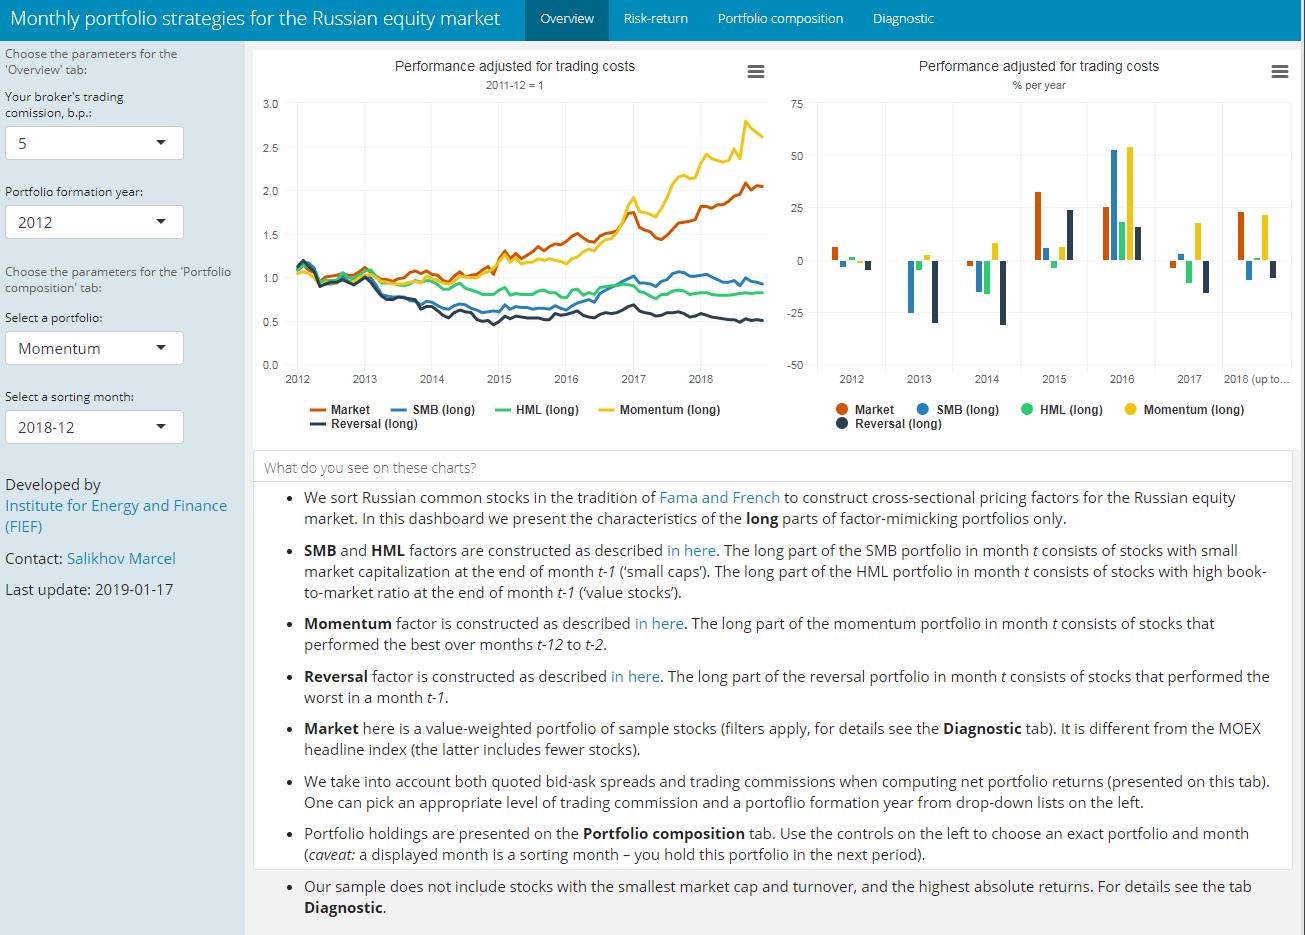 Monthly portfolio strategies for the Russian equity market
Overview
Risk-return
Portfolio composition
Diagnostic
Choose the parameters for the
'Overview' tab:
Your broker's trading
comission, b.p.:
5
Portfolio formation year:
2012
Choose the parameters for the 'Portfolio
composition' tab:
Select a portfolio:
Momentum
Select a sorting month:
2018-12
Developed by
Institute for Energy and Finance
(FIEF)
Contact: Salikhov Marcel
Last update: 2019-01-17
Performance adjusted for trading costs
2011-12 = 1
3.0
2.5
2.0
1.5
1.0
0.5
0.0
2012 2013 2014 2015 2016 2017 2018
Market SMB (long) HML (long) Momentum (long)
Reversal (long)
Performance adjusted for trading costs
% per year
75
50
25
0
-25
-50
2012 2013 2014 2015 2016 2017 2018 (up to...
Market SMB (long) HML (long) Momentum (long)
Reversal (long)
What do you see on these charts?
• We sort Russian common stocks in the tradition of Fama and French to construct cross-sectional pricing factors for the Russian equity
market. In this dashboard we present the characteristics of the long parts of factor-mimicking portfolios only.
• SMB and HML factors are constructed as described in here. The long part of the SMB portfolio in month t consists of stocks with small
market capitalization at the end of month t-1 (‘small caps’). The long part of the HML portfolio in month t consists of stocks with high book-
to-market ratio at the end of month t-1 (‘value stocks’).
• Momentum factor is constructed as described in here. The long part of the momentum portfolio in month t consists of stocks that
performed the best over months t-12 to t-2.
• Reversal factor is constructed as described in here. The long part of the reversal portfolio in month t consists of stocks that performed the
worst in a month t-1.
• Market here is a value-weighted portfolio of sample stocks (filters apply, for details see the Diagnostic tab). It is different from the MOEX
headline index (the latter includes fewer stocks).
• We take into account both quoted bid-ask spreads and trading commissions when computing net portfolio returns (presented on this tab).
One can pick an appropriate level of trading commission and a portoflio formation year from drop-down lists on the left.
• Portfolio holdings are presented on the Portfolio composition tab. Use the controls on the left to choose an exact portfolio and month
(caveat: a displayed month is a sorting month – you hold this portfolio in the next period).
• Our sample does not include stocks with the smallest market cap and turnover, and the highest absolute returns. For details see the tab
Diagnostic.